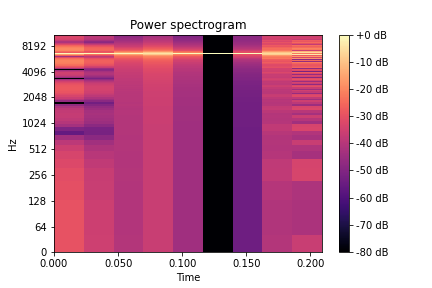 Power spectrogram
Hz
8192
4096
2048
1024
512
256
128
64
0
0.000 0.050 0.100 0.150 0.200
Time
+0 dB
-10 dB
-20 dB
-30 dB
-40 dB
-50 dB
-60 dB
-70 dB
-80 dB